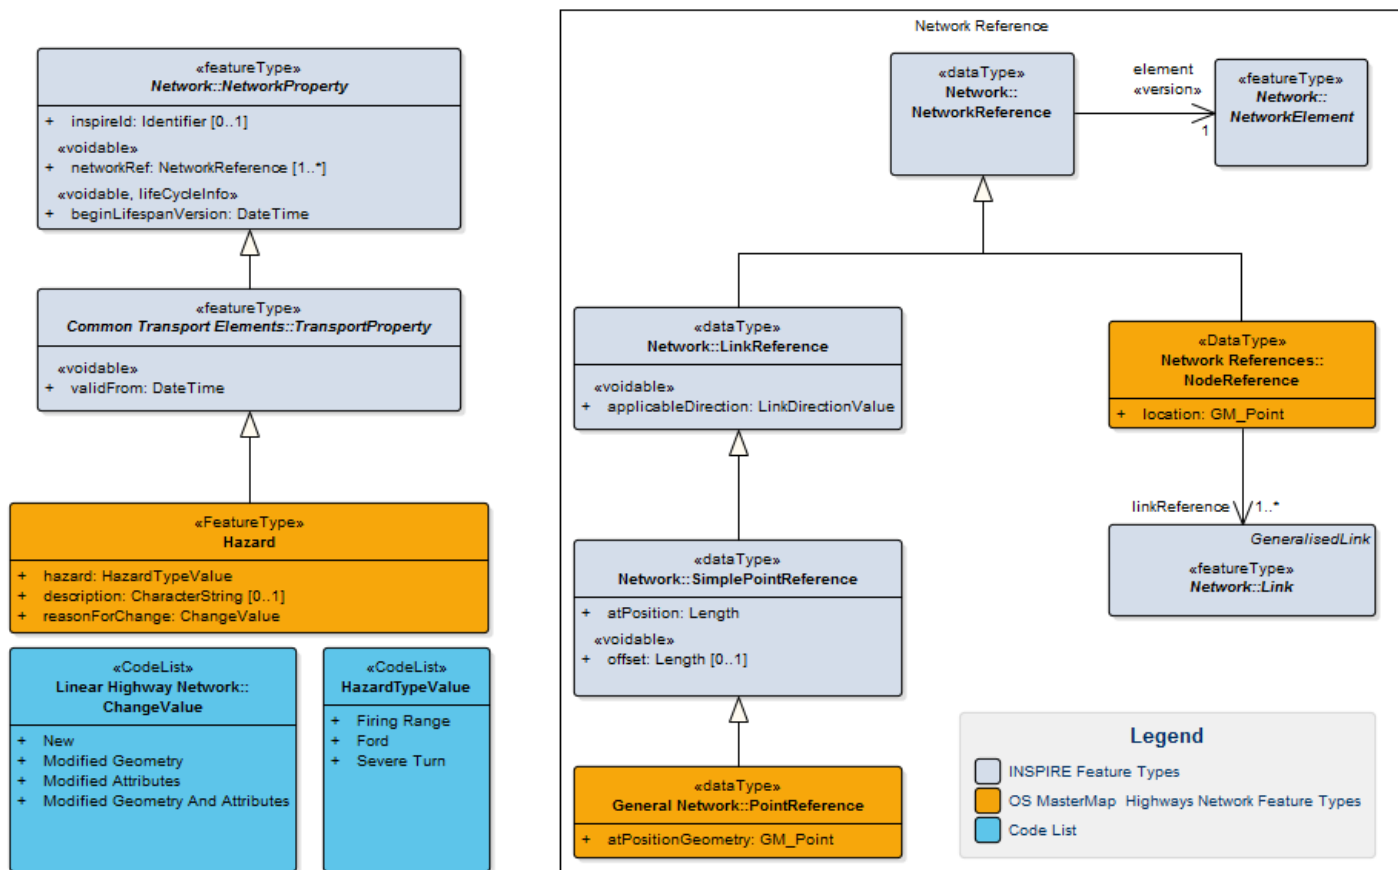 «featureType»
Network::NetworkProperty
+ inspireId: Identifier [0..1]
«voidable»
+ networkRef: NetworkReference [1..*]
«voidable, lifeCycleInfo»
+ beginLifespanVersion: DateTime
«featureType»
Common Transport Elements::TransportProperty
«voidable»
+ validFrom: DateTime
«FeatureType»
Hazard
+ hazard: HazardTypeValue
+ description: CharacterString [0..1]
+ reasonForChange: ChangeValue
«CodeList»
Linear Highway Network::
ChangeValue
+ New
+ Modified Geometry
+ Modified Attributes
+ Modified Geometry And Attributes
«CodeList»
HazardTypeValue
+ Firing Range
+ Ford
+ Severe Turn
Network Reference
«dataType»
Network::
NetworkReference
element
«version»
1
«featureType»
Network::
NetworkElement
«dataType»
Network::LinkReference
«voidable»
+ applicableDirection: LinkDirectionValue
«DataType»
Network References::
NodeReference
+ location: GM_Point
linkReference
1..*
GeneralisedLink
«featureType»
Network::Link
«dataType»
Network::SimplePointReference
+ atPosition: Length
«voidable»
+ offset: Length [0..1]
«dataType»
General Network::PointReference
+ atPositionGeometry: GM_Point
Legend
INSPIRE Feature Types
OS MasterMap Highways Network Feature Types
Code List